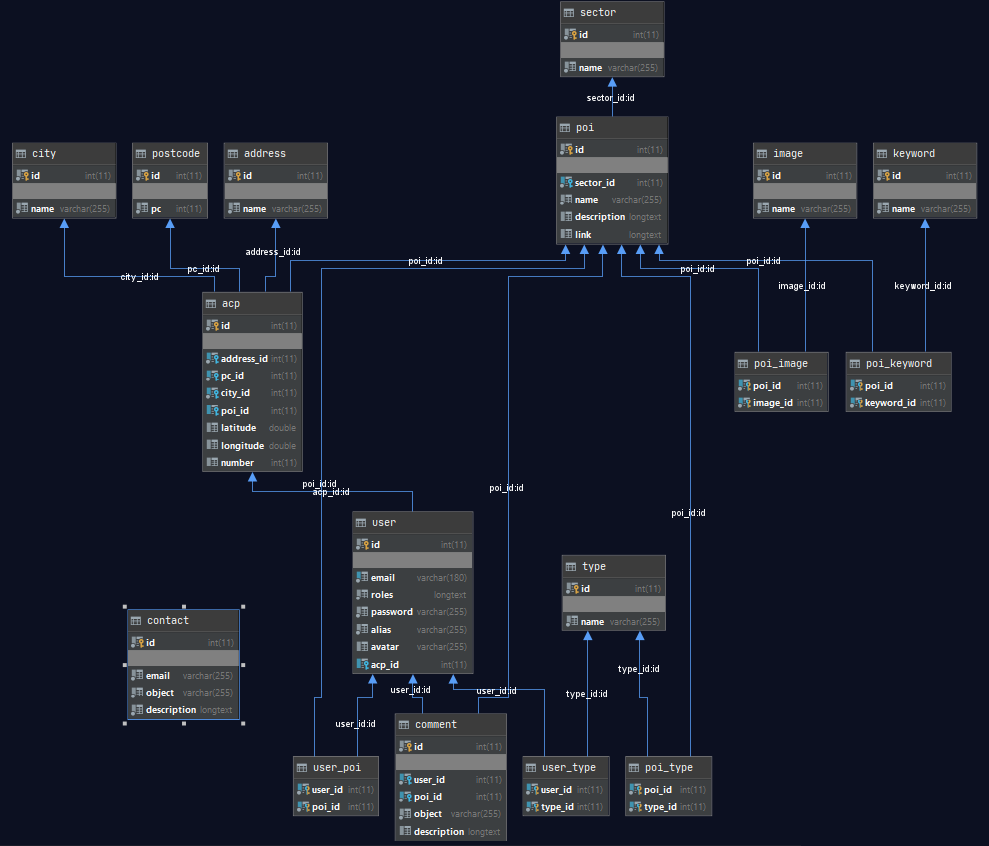 sector
id int(11)
name varchar(255)
sector_id:id
poi
id int(11)
sector_id int(11)
name varchar(255)
description longtext
link longtext
city
id int(11)
name varchar(255)
postcode
id int(11)
pc int(11)
address
id int(11)
name varchar(255)
image
id int(11)
name varchar(255)
keyword
id int(11)
name varchar(255)
address_id:id
pc_id:id
city_id:id
poi_id:id
poi_id:id
poi_id:id
image_id:id
keyword_id:id
acp
id int(11)
address_id int(11)
pc_id int(11)
city_id int(11)
poi_id int(11)
latitude double
longitude double
number int(11)
poi_image
poi_id int(11)
image_id int(11)
poi_keyword
poi_id int(11)
keyword_id int(11)
poi_id:id
acp_id:id
poi_id:id
poi_id:id
user
id int(11)
email varchar(180)
roles longtext
password varchar(255)
alias varchar(255)
avatar varchar(255)
acp_id int(11)
type
id int(11)
name varchar(255)
contact
id int(11)
email varchar(255)
object varchar(255)
description longtext
type_id:id
user_id:id
user_id:id
type_id:id
user_id:id
user_poi
user_id int(11)
poi_id int(11)
comment
id int(11)
user_id int(11)
poi_id int(11)
object varchar(255)
description longtext
user_type
user_id int(11)
type_id int(11)
poi_type
poi_id int(11)
type_id int(11)